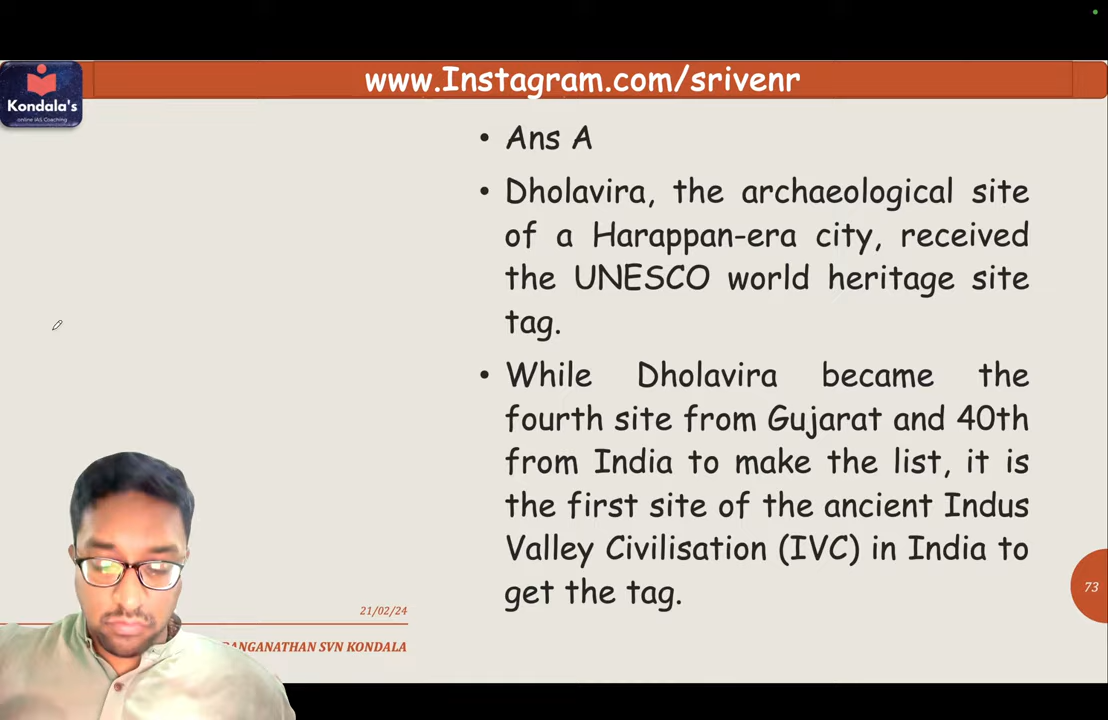 www.Instagram.com/srivenr
Kondala's
online IAS Coaching
• Ans A
• Dholavira, the archaeological site
of a Harappan-era city, received
the UNESCO world heritage site
tag.
• While Dholavira became the
fourth site from Gujarat and 40th
from India to make the list, it is
the first site of the ancient Indus
Valley Civilisation (IVC) in India to
get the tag.
73
21/02/24
SVN KONDALA